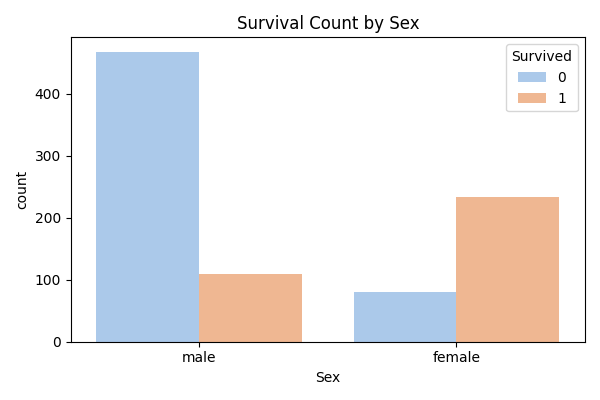 Survival Count by Sex
Survived
0
1
count
400
300
200
100
0
male
female
Sex